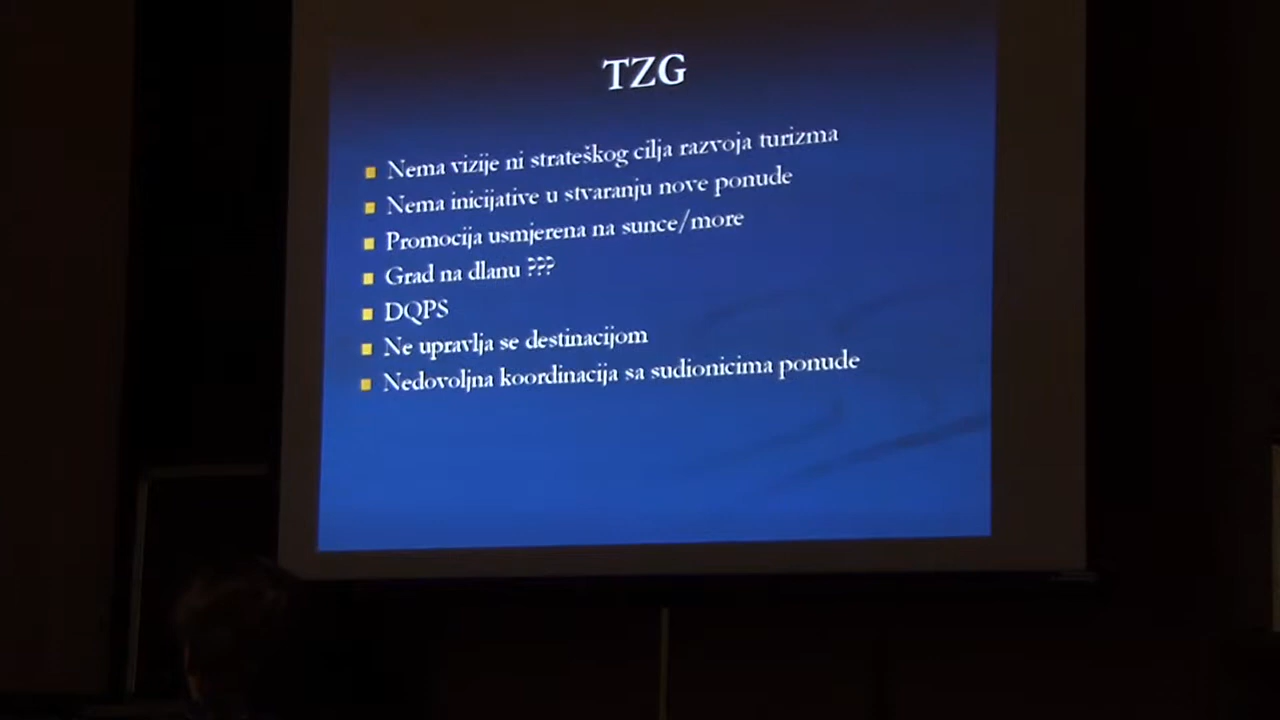 TZG
Nema vizije ni strateškog cilja razvoja turizma
Nema inicijative u stvaranju nove ponude
Promocija usmjerena na sunce/more
Grad na dlanu ???
DQPS
Ne upravlja se destinacijom
Nedovoljna koordinacija sa sudionicima ponude